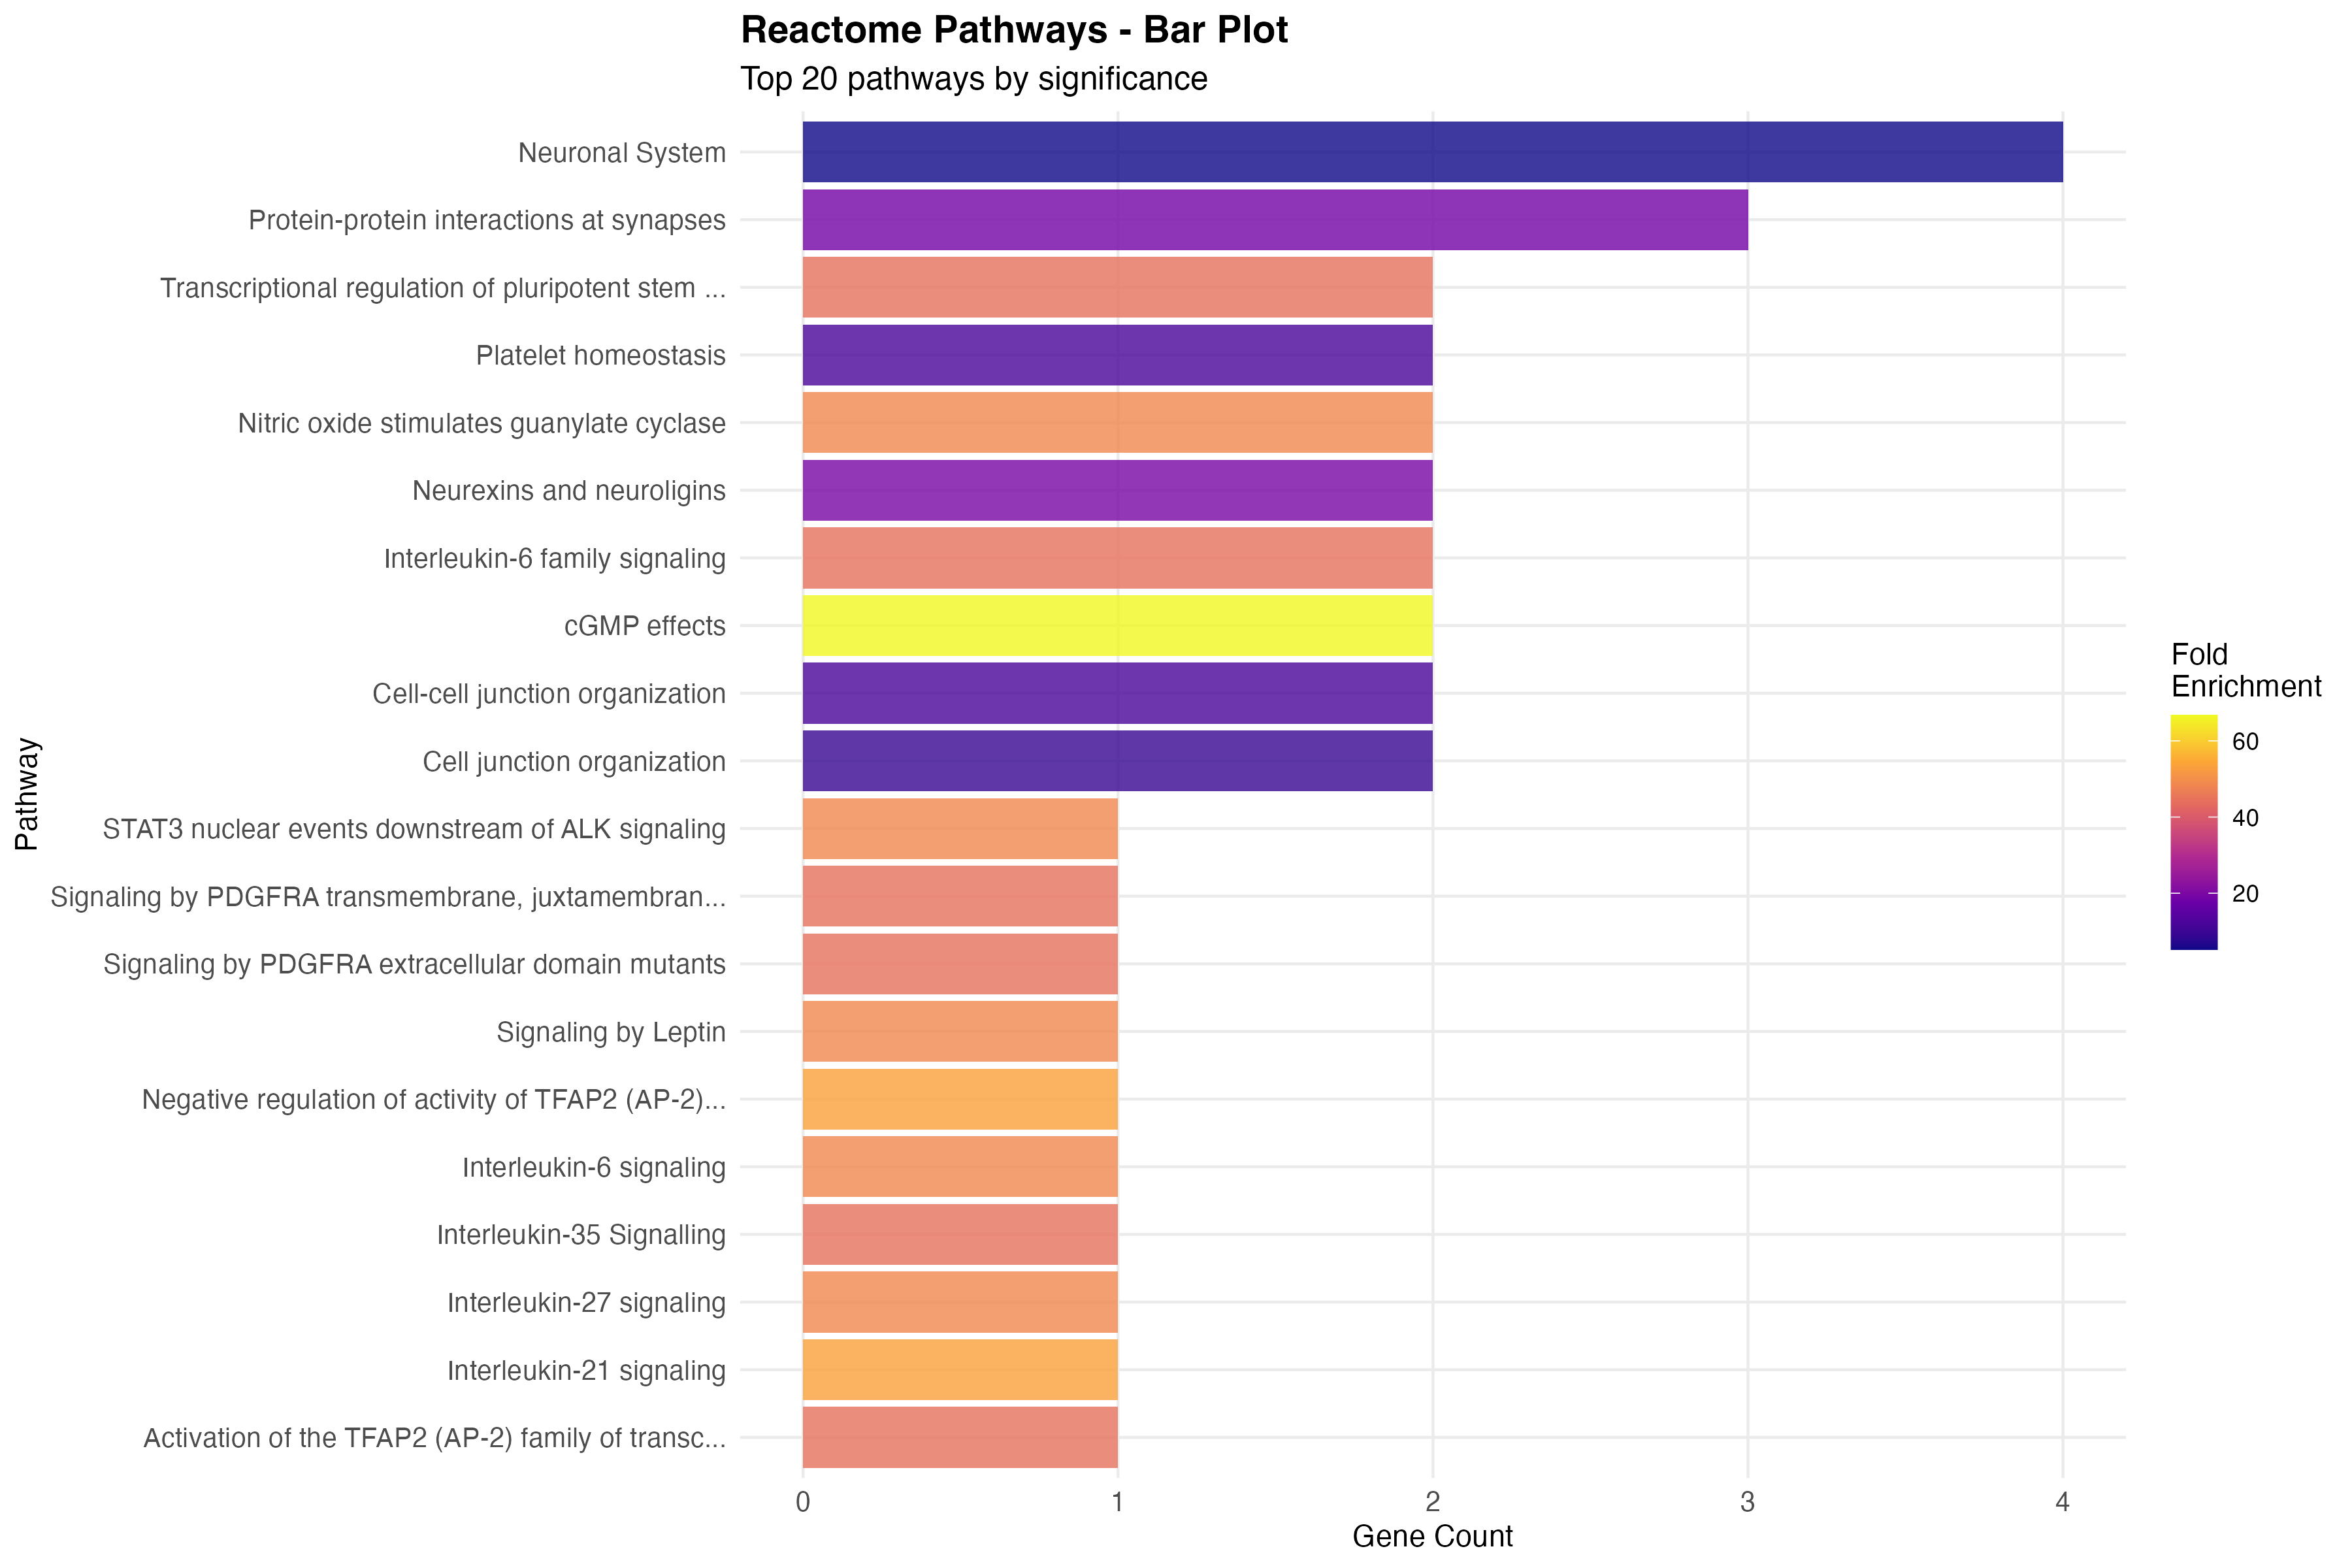 Reactome Pathways - Bar Plot
Top 20 pathways by significance
Neuronal System
Protein-protein interactions at synapses
Transcriptional regulation of pluripotent stem ...
Platelet homeostasis
Nitric oxide stimulates guanylate cyclase
Neurexins and neuroligins
Interleukin-6 family signaling
cGMP effects
Cell-cell junction organization
Cell junction organization
STAT3 nuclear events downstream of ALK signaling
Signaling by PDGFRA transmembrane, juxtamembran...
Signaling by PDGFRA extracellular domain mutants
Signaling by Leptin
Negative regulation of activity of TFAP2 (AP-2)...
Interleukin-6 signaling
Interleukin-35 Signalling
Interleukin-27 signaling
Interleukin-21 signaling
Activation of the TFAP2 (AP-2) family of transc...
Pathway
0 1 2 3 4
Gene Count
Fold
Enrichment
60
40
20